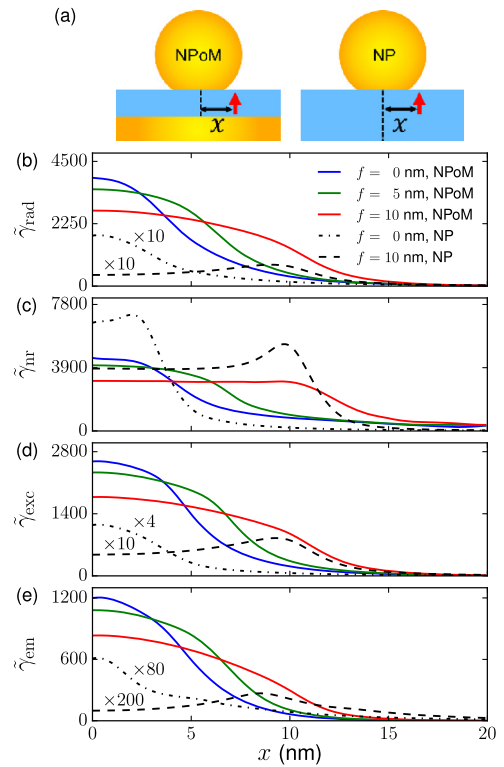 (a)
NPoM
NP
x
x
(b)
4500
2250
0
γ̃rad
×10
×10
f = 0 nm, NPoM
f = 5 nm, NPoM
f = 10 nm, NPoM
f = 0 nm, NP
f = 10 nm, NP
(c)
7800
3900
0
γ̃nr
(d)
2800
1400
0
γ̃exc
×4
×10
(e)
1200
600
0
γ̃em
×80
×200
0 5 10 15 20
x (nm)